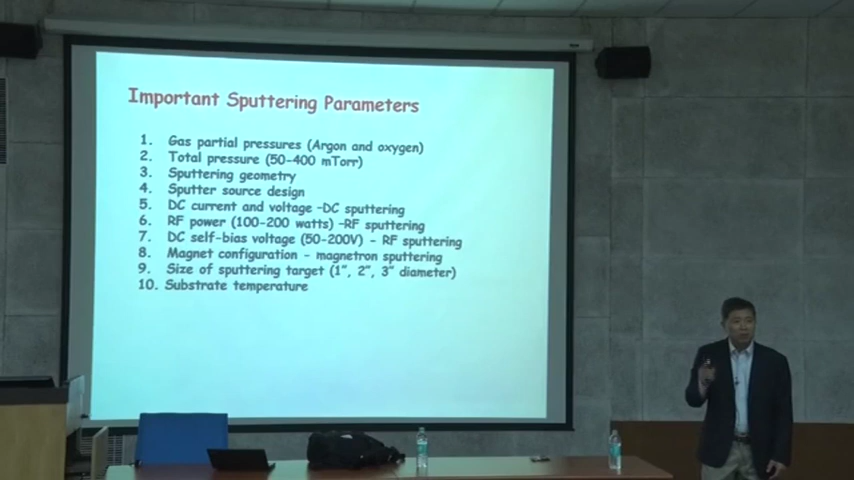 Important Sputtering Parameters
1. Gas partial pressures (Argon and oxygen)
2. Total pressure (50-400 mTorr)
3. Sputtering geometry
4. Sputter source design
5. DC current and voltage -DC sputtering
6. RF power (100-200 watts) -RF sputtering
7. DC self-bias voltage (50-200V) - RF sputtering
8. Magnet configuration - magnetron sputtering
9. Size of sputtering target (1", 2", 3" diameter)
10. Substrate temperature